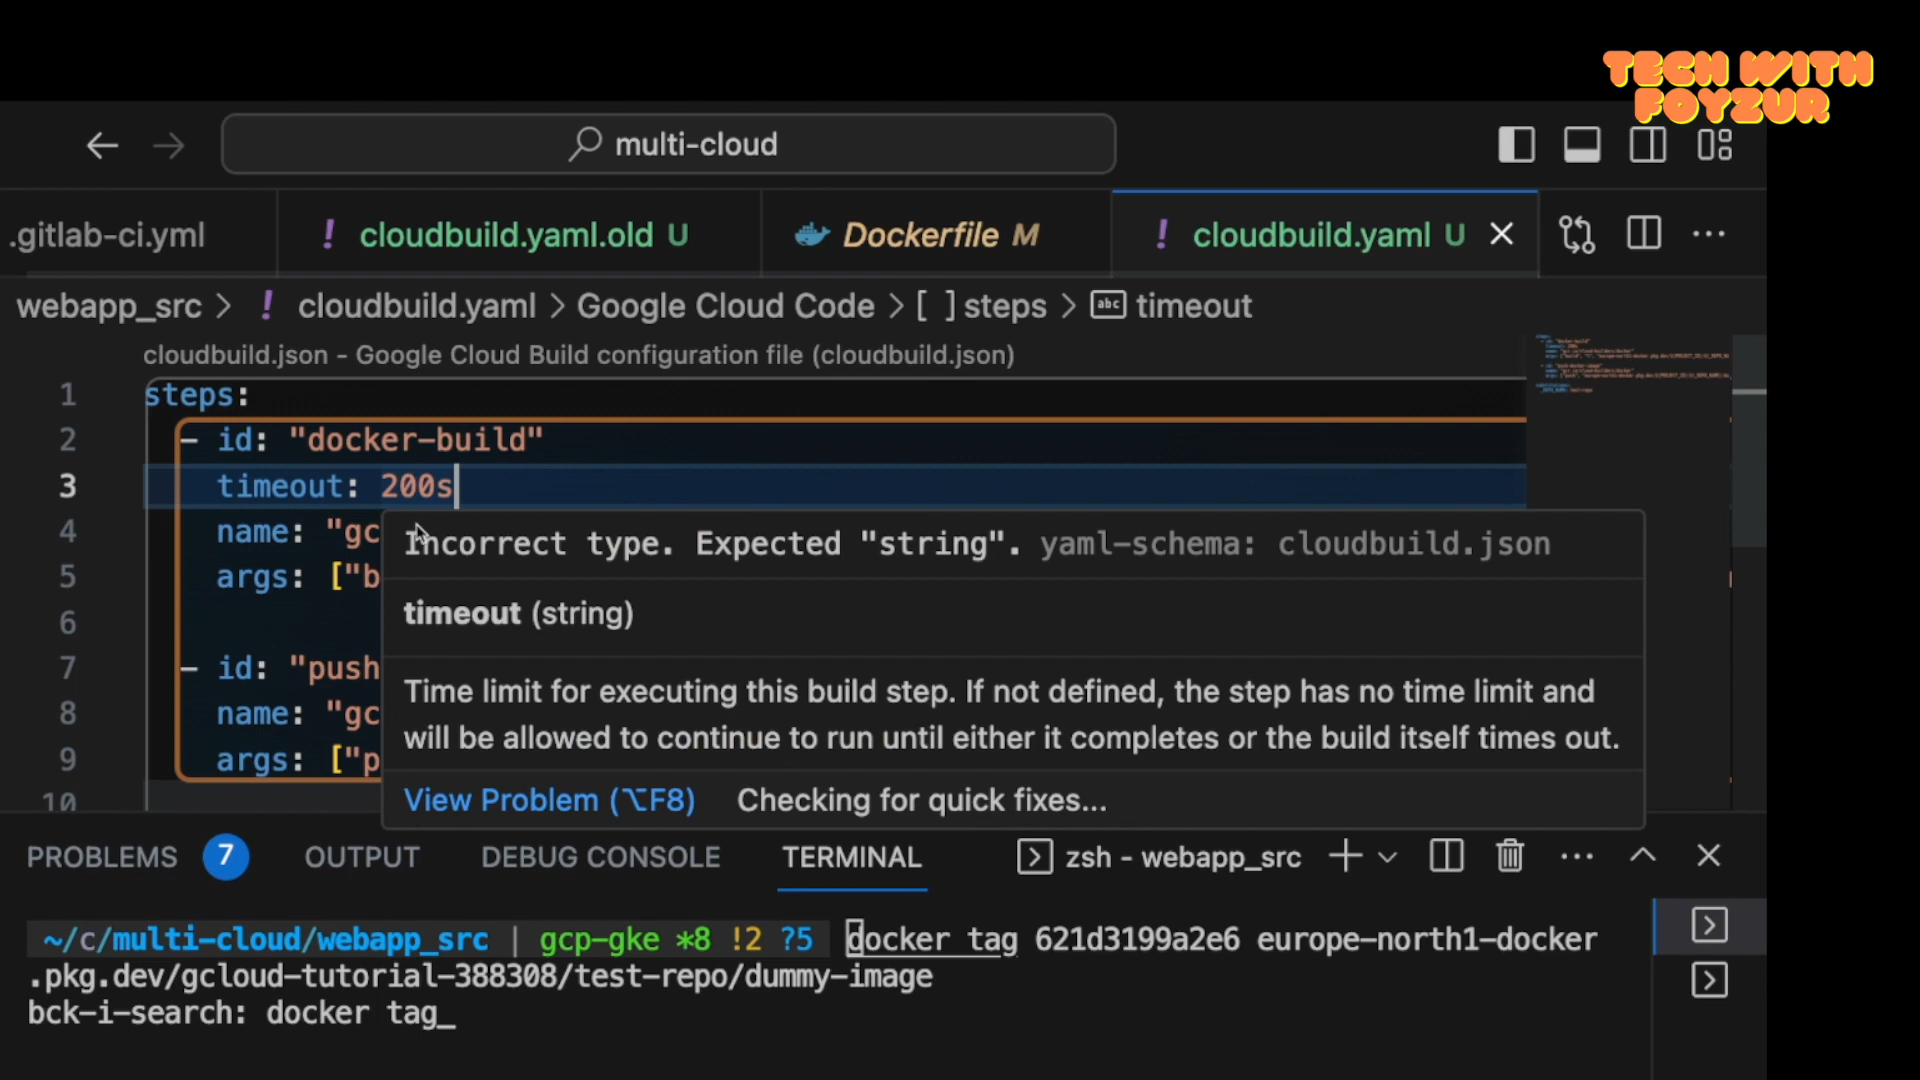 TECH WITH
FOYZUR
multi-cloud
.gitlab-ci.yml
! cloudbuild.yaml.old U
Dockerfile M
! cloudbuild.yaml U
webapp_src > ! cloudbuild.yaml > Google Cloud Code > [ ] steps > abc timeout
cloudbuild.json - Google Cloud Build configuration file (cloudbuild.json)
1 steps:
2 - id: "docker-build"
3 timeout: 200s
4 name: "gc
5 args: ["b
6
7 - id: "push
8 name: "gc
9 args: ["p
10
Incorrect type. Expected "string". yaml-schema: cloudbuild.json
timeout (string)
Time limit for executing this build step. If not defined, the step has no time limit and
will be allowed to continue to run until either it completes or the build itself times out.
View Problem (⌥F8) Checking for quick fixes...
PROBLEMS 7 OUTPUT DEBUG CONSOLE TERMINAL zsh - webapp_src
~/c/multi-cloud/webapp_src | gcp-gke *8 !2 ?5 docker tag 621d3199a2e6 europe-north1-docker
.pkg.dev/gcloud-tutorial-388308/test-repo/dummy-image
bck-i-search: docker tag_